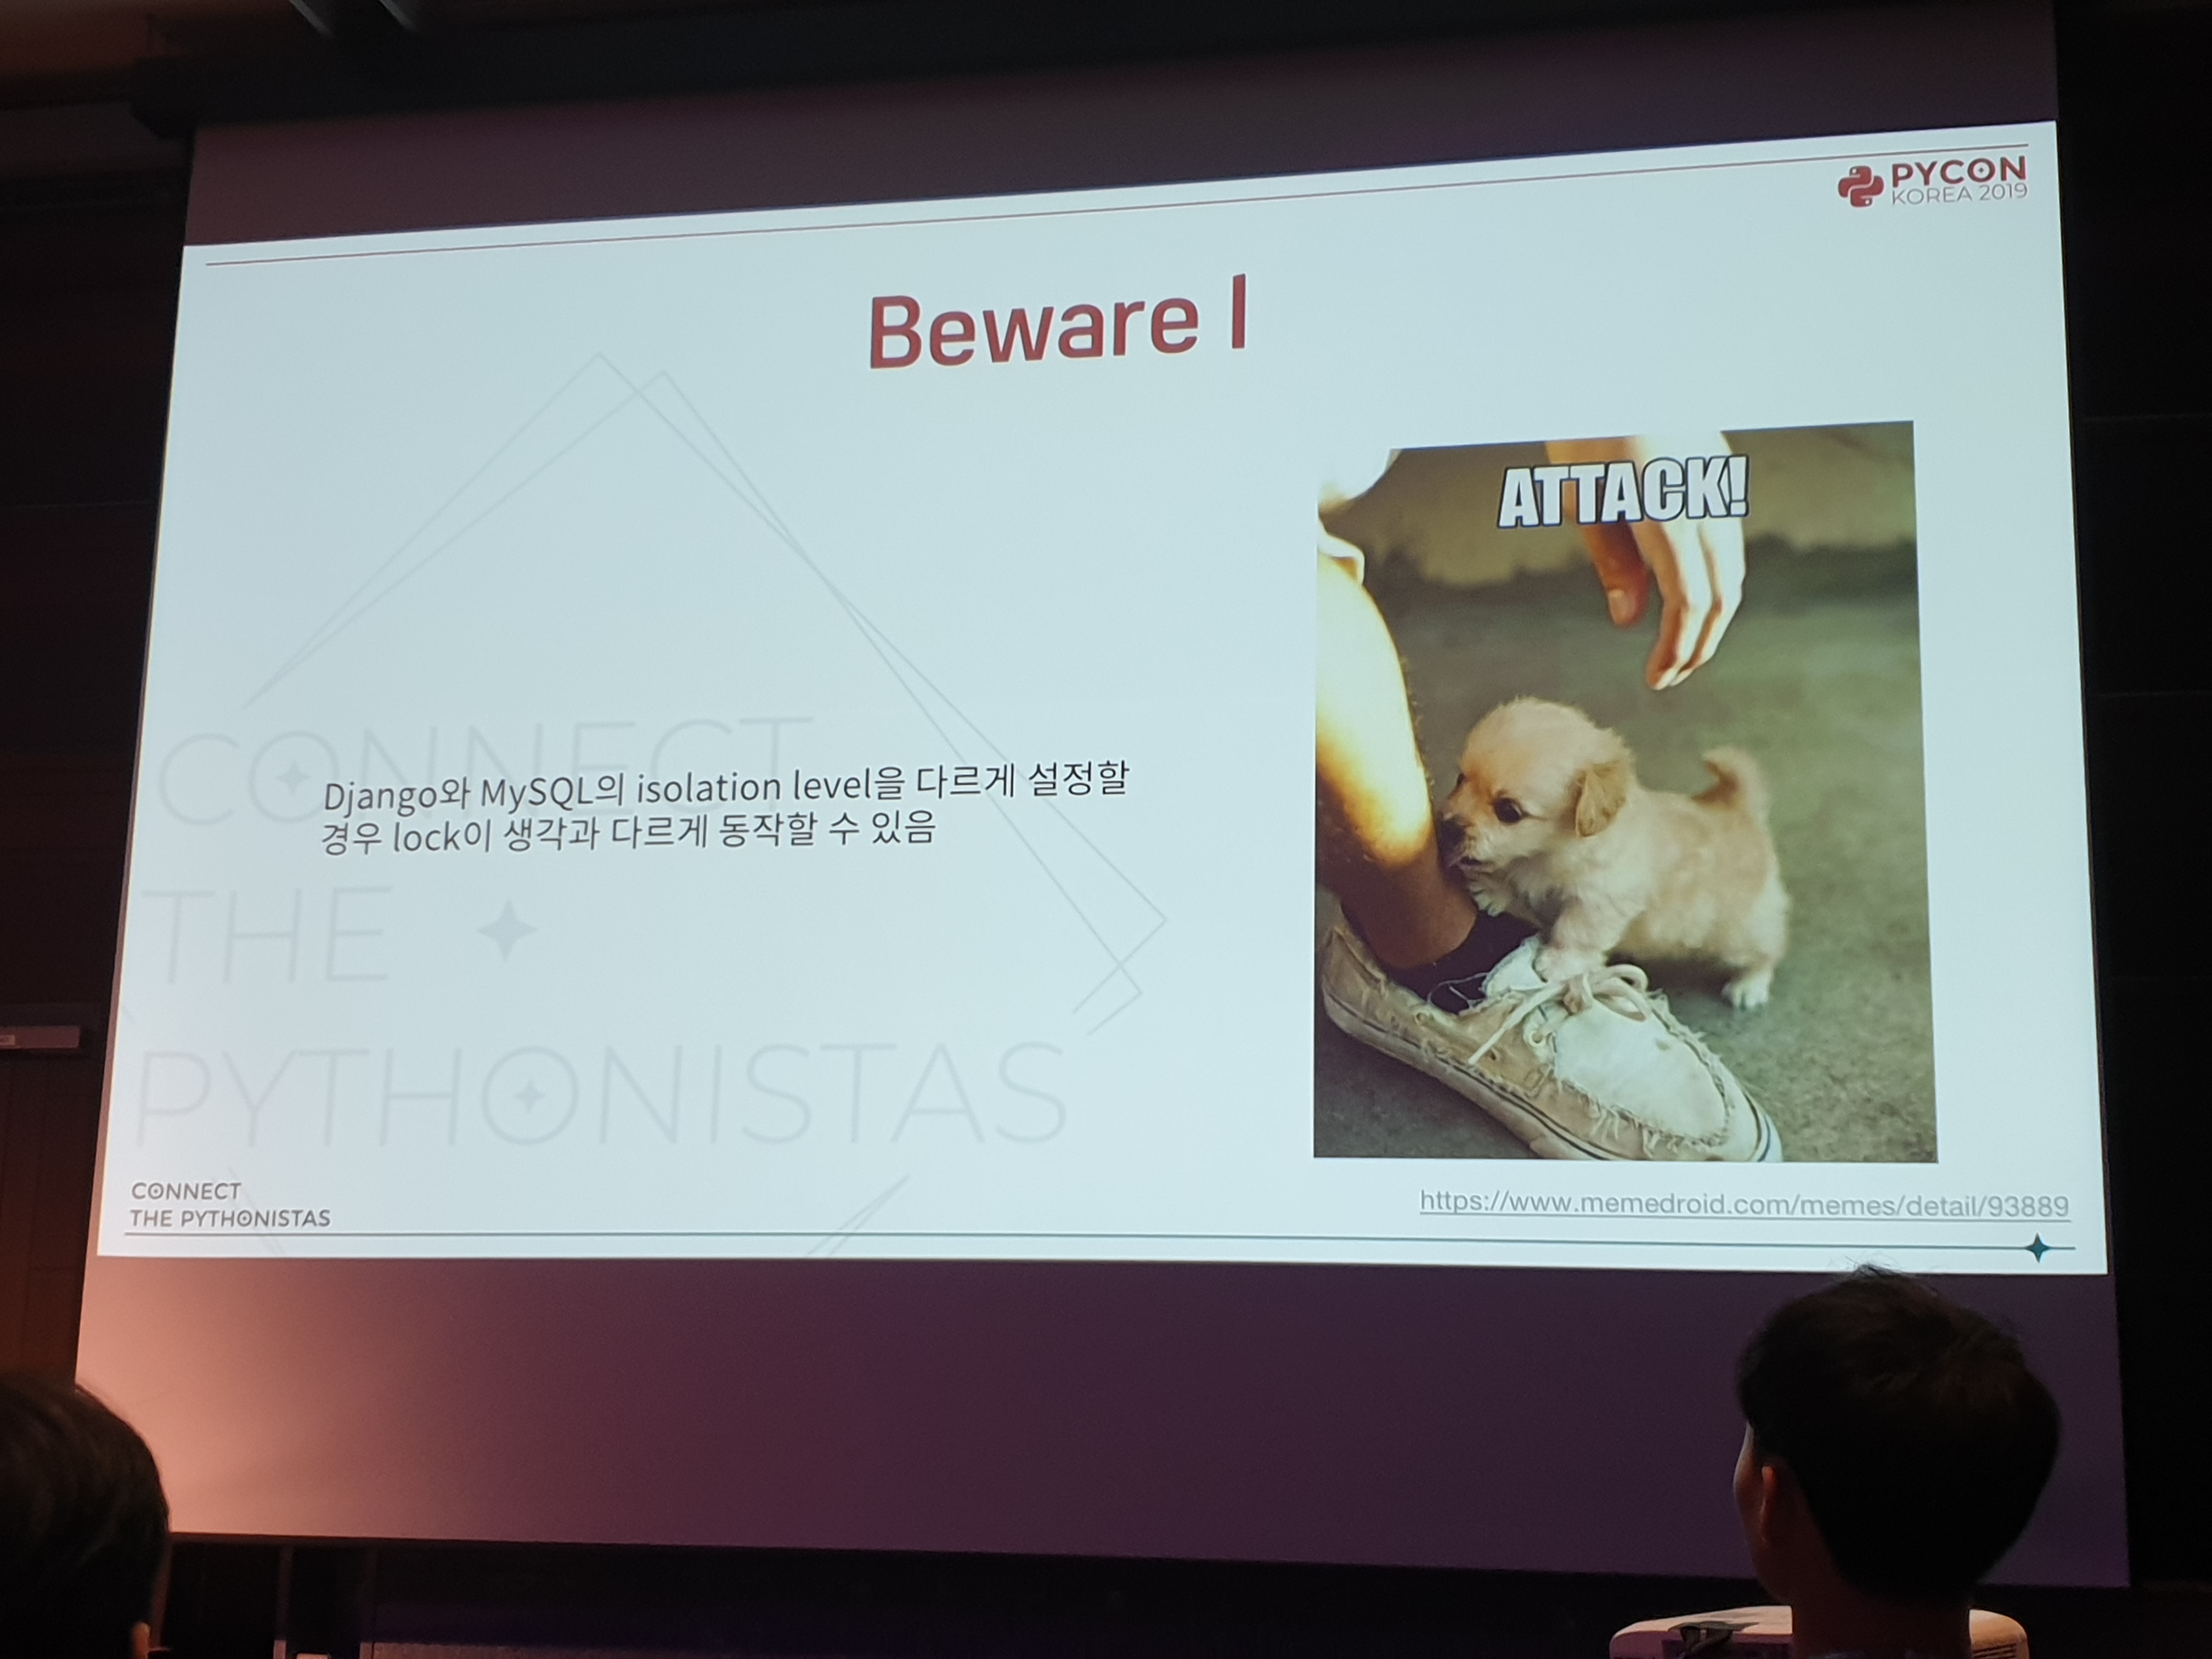 PYCON
KOREA 2019
Beware I
ATTACK!
CONNECT
Django와 MySQL의 isolation level을 다르게 설정할
경우 lock이 생각과 다르게 동작할 수 있음
THE
PYTHONISTAS
CONNECT
THE PYTHONISTAS
https://www.memedroid.com/memes/detail/93889